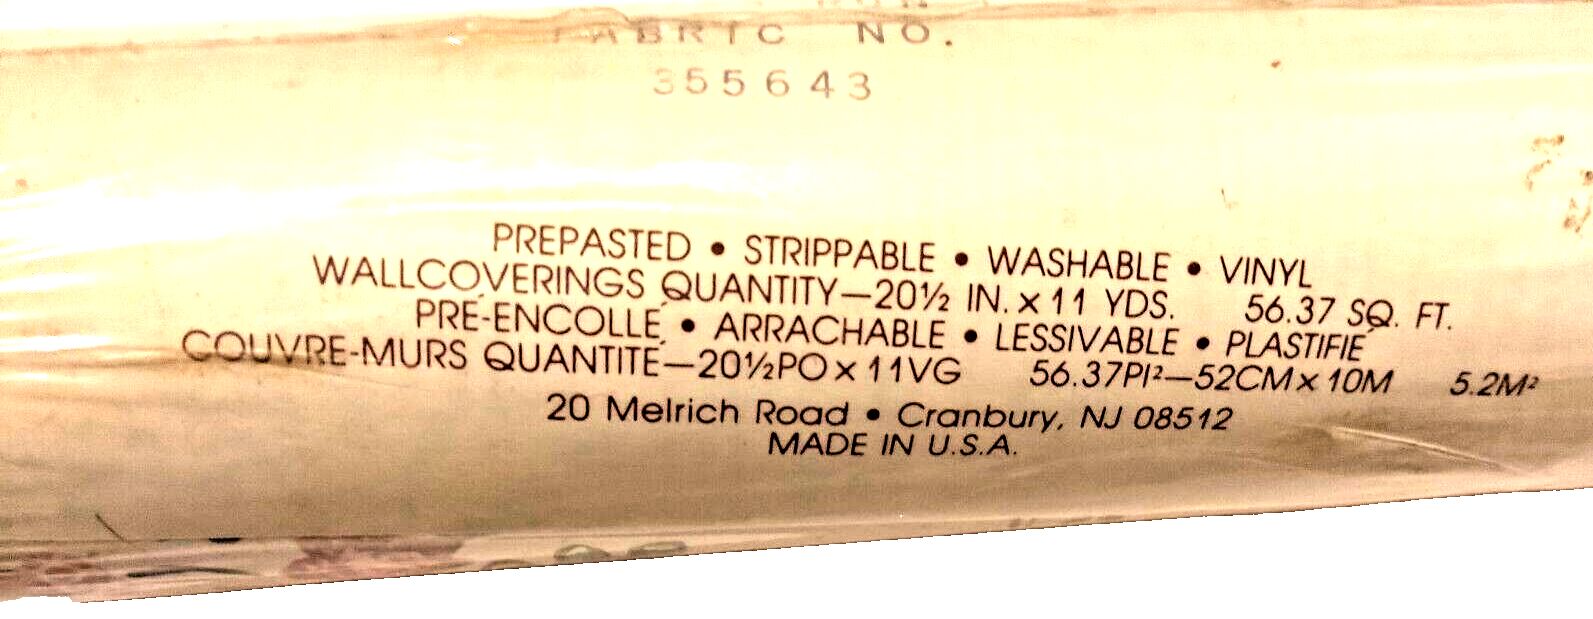 FABRIC NO.
355643
PREPASTED • STRIPPABLE • WASHABLE • VINYL
WALLCOVERINGS QUANTITY—20½ IN. x 11 YDS. 56.37 SQ. FT.
PRÉ-ENCOLLÉ • ARRACHABLE • LESSIVABLE • PLASTIFIÉ
COUVRE-MURS QUANTITÉ—20½PO x 11VG 56.37PI²—52CM x 10M 5.2M²
20 Melrich Road • Cranbury, NJ 08512
MADE IN U.S.A.